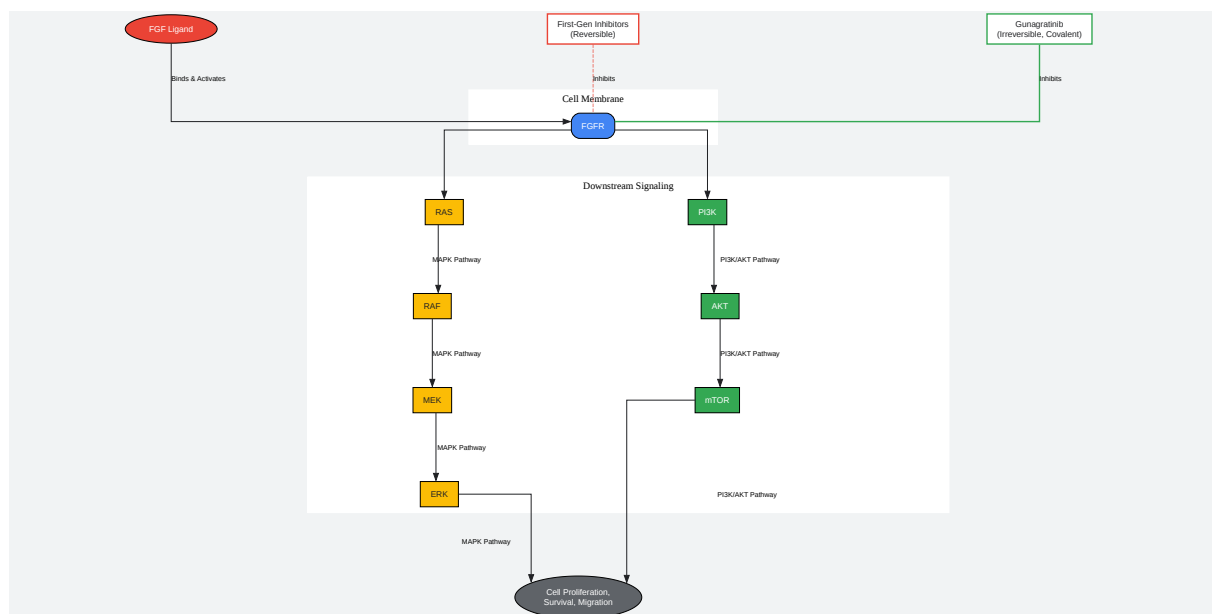 FGF Ligand
First-Gen Inhibitors
(Reversible)
Gunagratinib
(Irreversible, Covalent)
Binds & Activates
Inhibits
Inhibits
Cell Membrane
FGFR
Downstream Signaling
RAS
PI3K
MAPK Pathway
PI3K/AKT Pathway
RAF
AKT
MAPK Pathway
PI3K/AKT Pathway
MEK
mTOR
MAPK Pathway
ERK
PI3K/AKT Pathway
MAPK Pathway
Cell Proliferation,
Survival, Migration